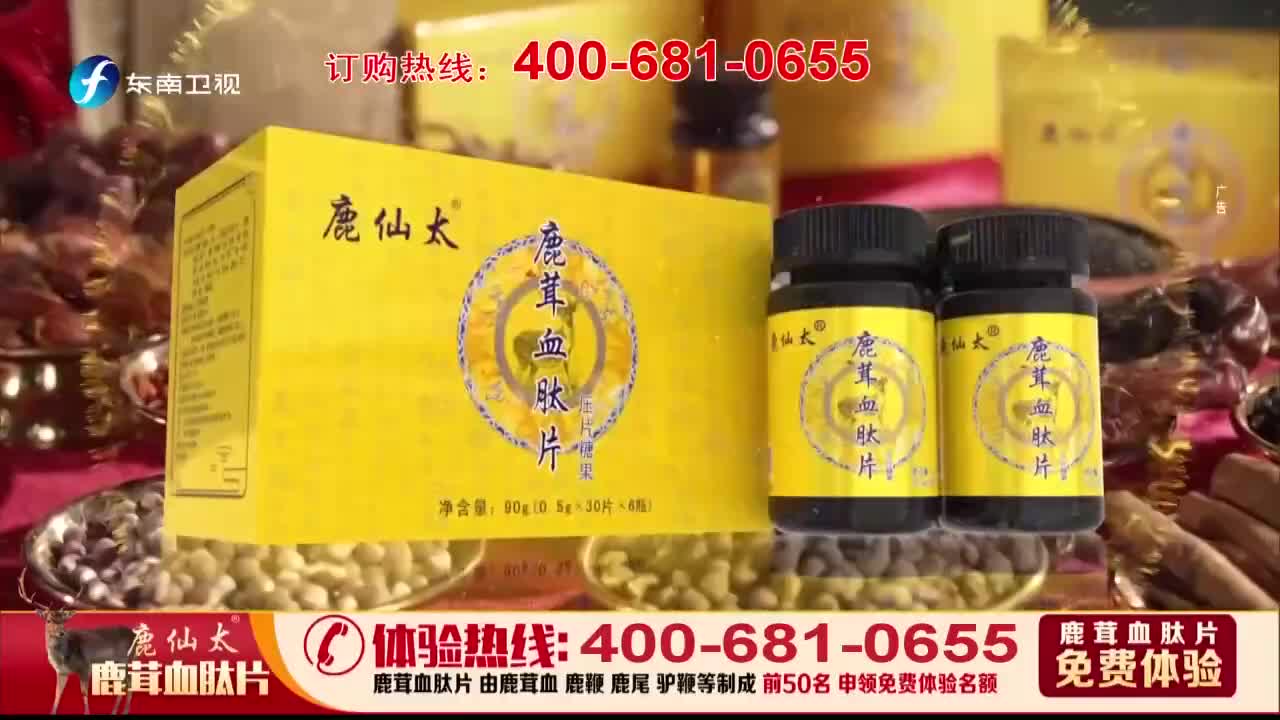 订购热线：400-681-0655
东南卫视
广告
鹿仙太®
鹿茸血肽片
压片糖果
净含量：90g(0.5g×30片×6瓶)
仙太®
鹿茸血肽片
仙太®
鹿茸血肽片
鹿仙太®
鹿茸血肽片
体验热线:400-681-0655
鹿茸血肽片 由鹿茸血 鹿鞭 鹿尾 驴鞭等制成 前50名 申领免费体验名额
鹿茸血肽片
免费体验